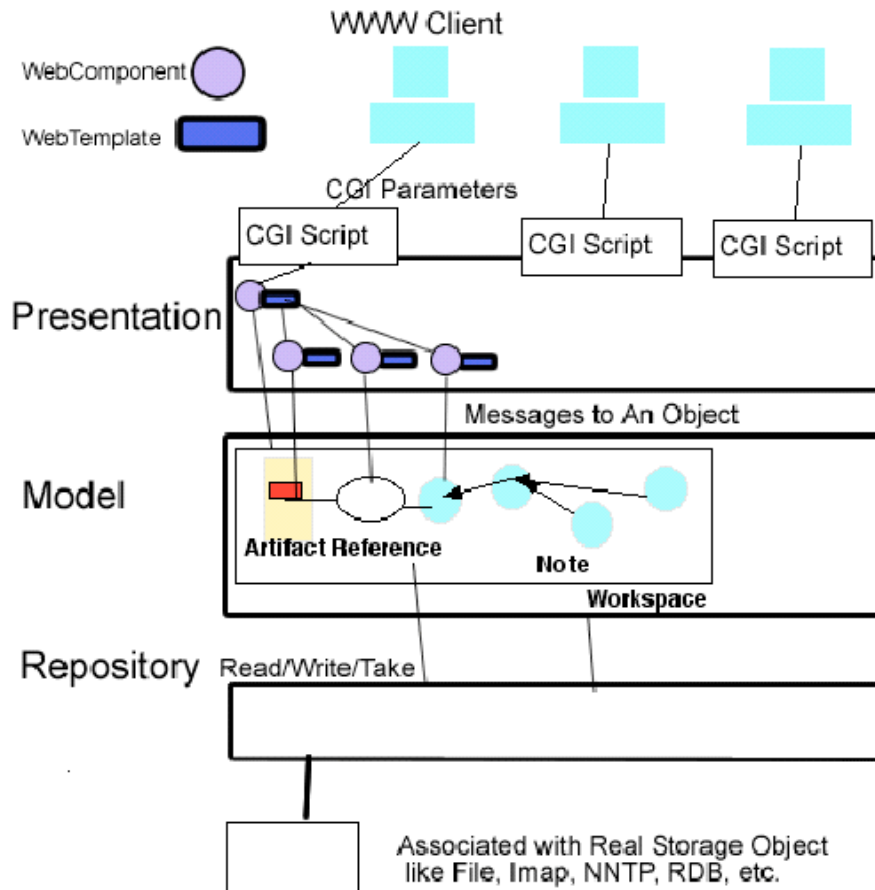 WWW Client
WebComponent
WebTemplate
CGI Parameters
CGI Script
CGI Script
CGI Script
Presentation
Messages to An Object
Model
Artifact Reference
Note
Workspace
Repository
Read/Write/Take
Associated with Real Storage Object
like File, Imap, NNTP, RDB, etc.